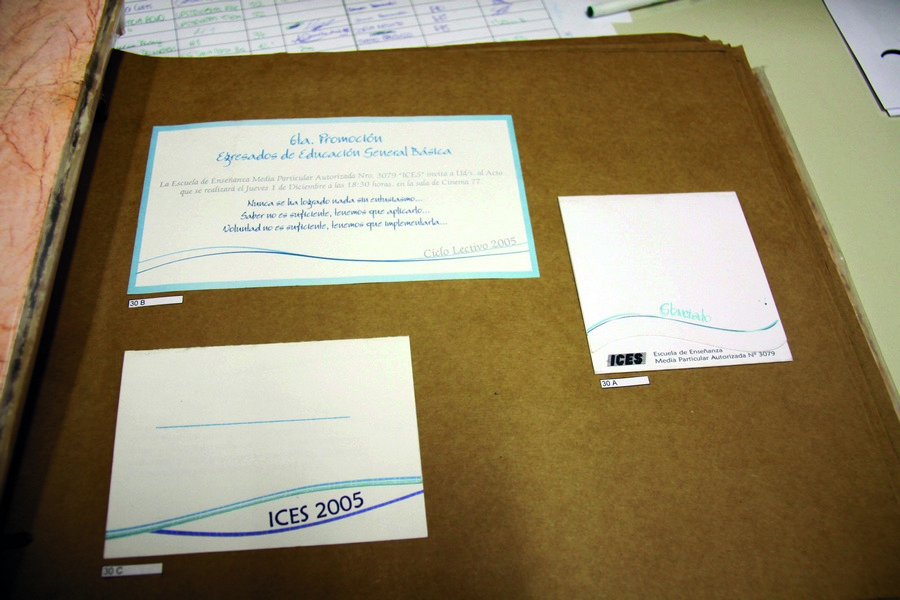 6ta. Promoción
Egresados de Educación General Básica
La Escuela de Enseñanza Media Particular Autorizada Nro. 3079 "ICES" invita a Uds. al Acto
que se realizará el Jueves 1 de Diciembre a las 18:30 horas, en la sala de Cinema 77.
Nunca se ha logrado nada sin entusiasmo...
Saber no es suficiente, tenemos que aplicarlo...
Voluntad no es suficiente, tenemos que implementarla...
Ciclo Lectivo 2005
30 B
ICES
Escuela de Enseñanza
Media Particular Autorizada Nº 3079
30 A
ICES 2005
30 C